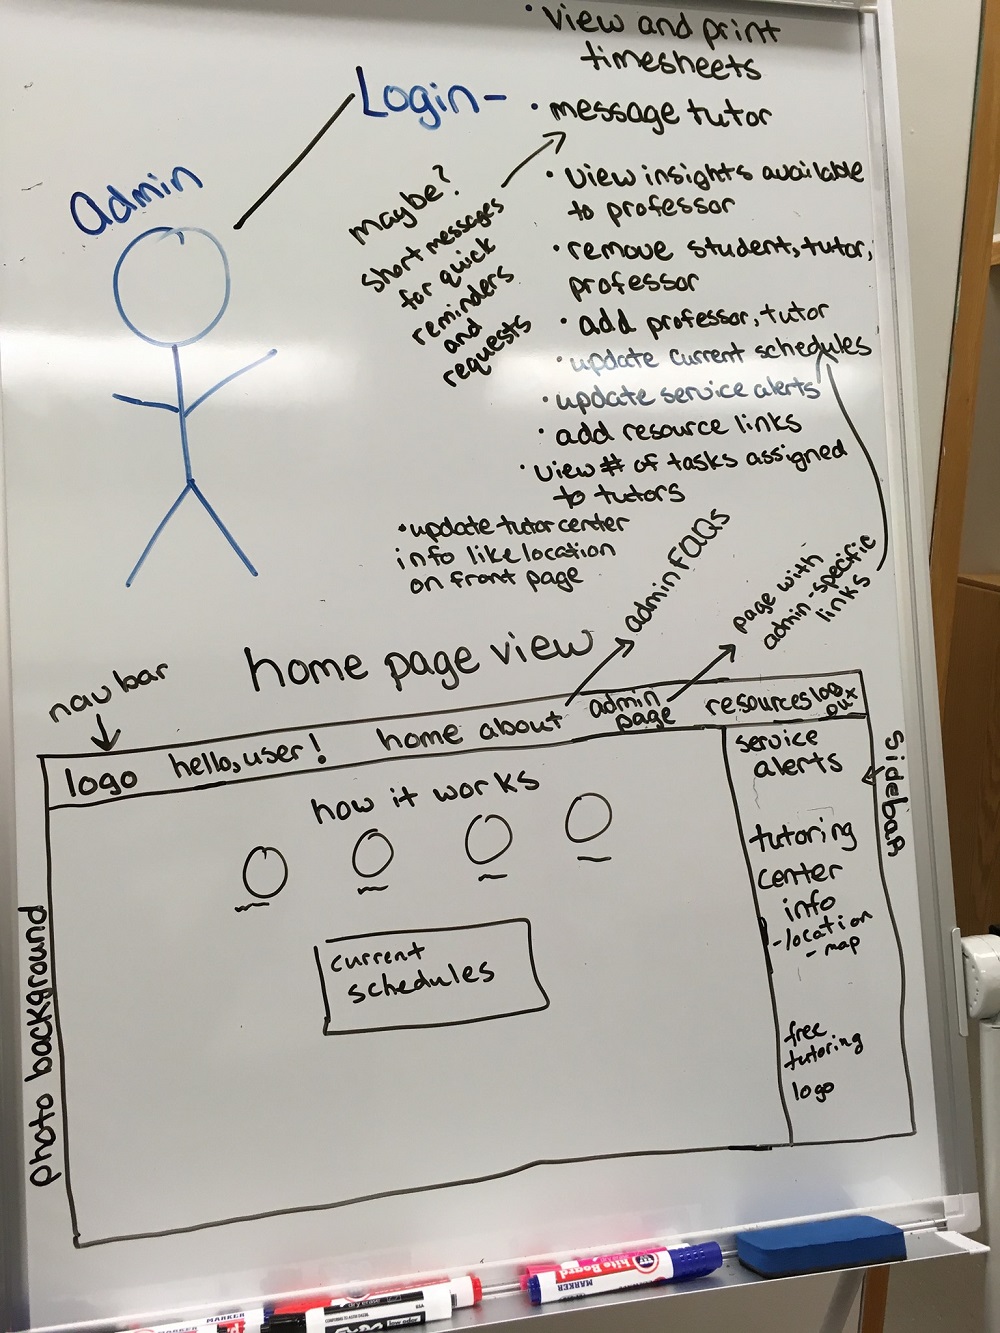 • view and print
timesheets
Login-
• message tutor
Admin
maybe?
short messages
for quick
reminders
and
requests
• view insights available
to professor
• remove student, tutor,
professor
• add professor, tutor
• update current schedules
• update service alerts
• add resource links
• view # of tasks assigned
to tutors
• update tutor center
info like location
on front page
admin FAQs
page with
admin-specific
links
home page view
nav bar
logo
hello, user!
home
about
admin
page
resources
log
out
how it works
current
schedules
service
alerts
tutoring
center
info
- location
- map
free
tutoring
logo
sidebar
photo background
MARKER
MARKER